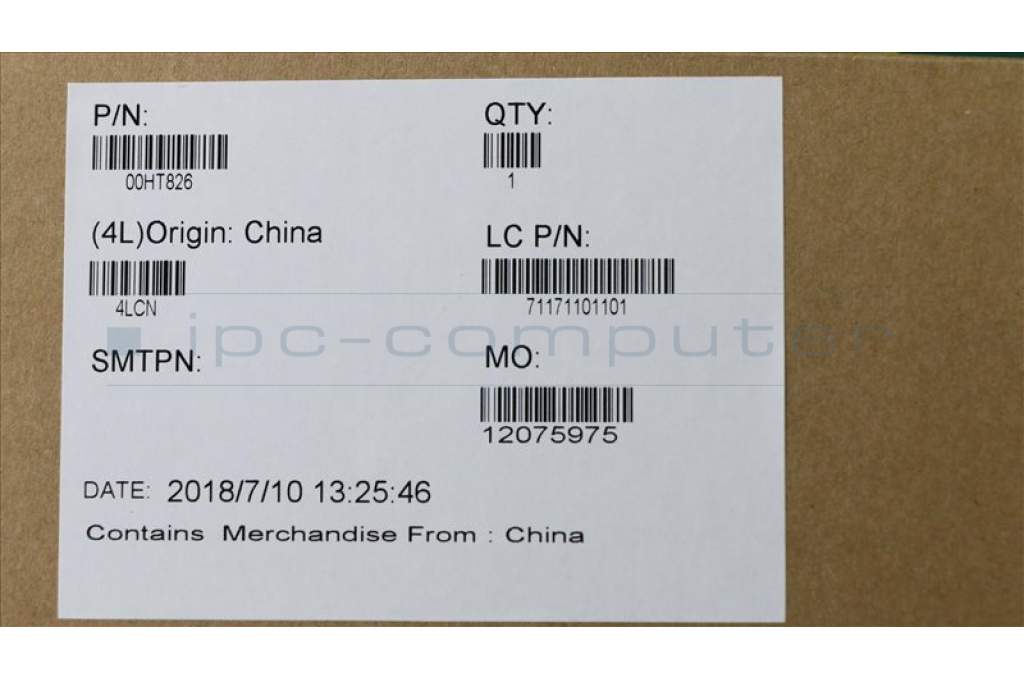 P/N:
00HT826
QTY:
1
(4L)Origin: China
4LCN
LC P/N:
71171101101
ipc-computer
SMTPN:
MO:
12075975
DATE: 2018/7/10 13:25:46
Contains Merchandise From : China